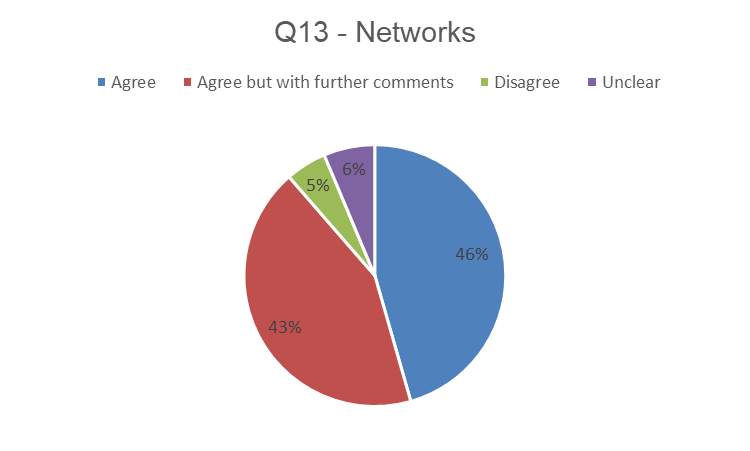 Q13 - Networks
Agree Agree but with further comments Disagree Unclear
6%
5%
46%
43%